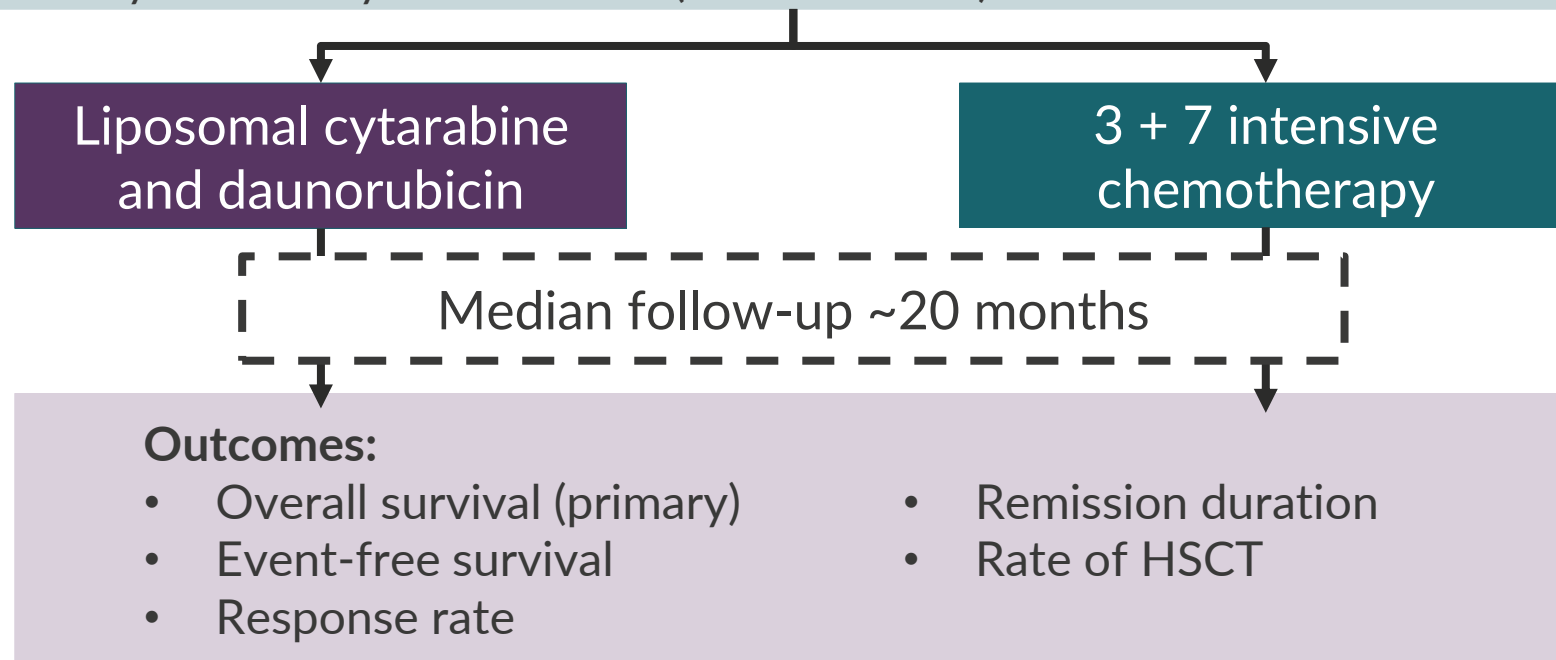 Liposomal cytarabine
and daunorubicin
3 + 7 intensive
chemotherapy
Median follow-up ~20 months
Outcomes:
• Overall survival (primary)
• Event-free survival
• Response rate
• Remission duration
• Rate of HSCT